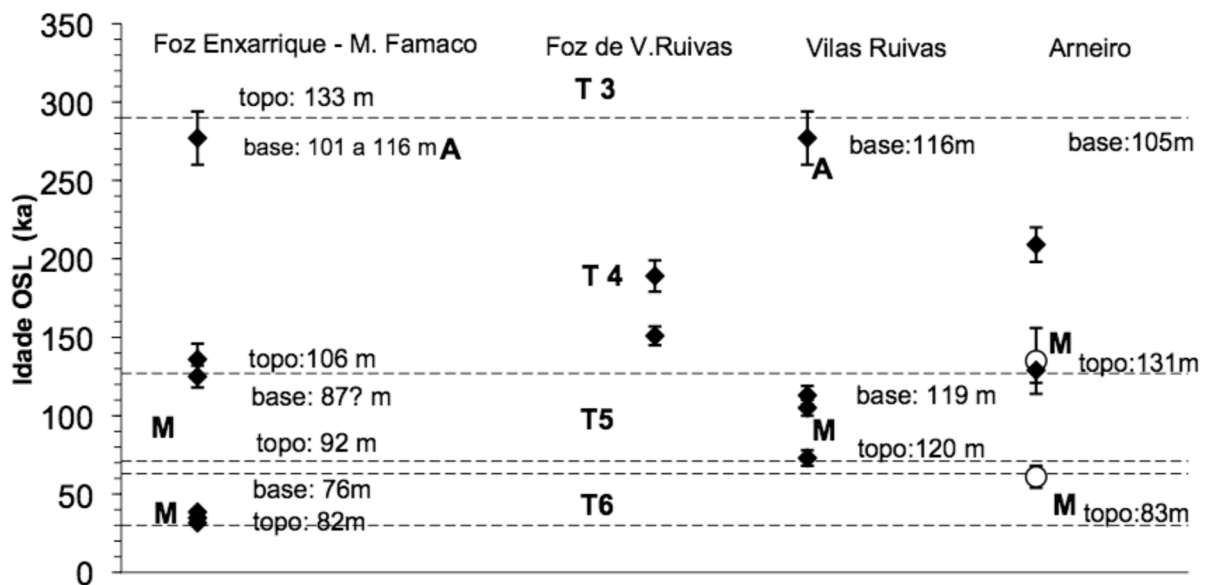 350
Foz Enxarrique - M. Famaco
Foz de V.Ruivas
Vilas Ruivas
Arneiro
300
topo: 133 m
T 3
base: 101 a 116 m A
base:116m
base:105m
250
A
Idade OSL (ka)
200
T 4
150
topo:106 m
M
topo:131m
100
base: 87? m
base: 119 m
M
T5
M
topo: 92 m
topo:120 m
50
base: 76m
M
topo: 82m
T6
M
topo:83m
0